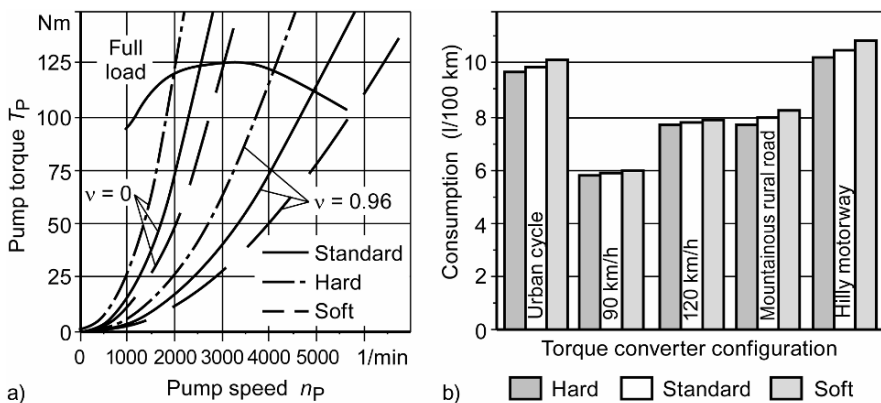 Nm
125
100
75
50
25
0
Pump torque TP
Full
load
ν = 0
ν = 0.96
Standard
Hard
Soft
0 1000 2000 3000 4000 5000 1/min
Pump speed nP
a)
10
8
6
4
2
0
Consumption (l/100 km)
Urban cycle
90 km/h
120 km/h
Mountainous rural road
Hilly motorway
Torque converter configuration
b)
Hard Standard Soft